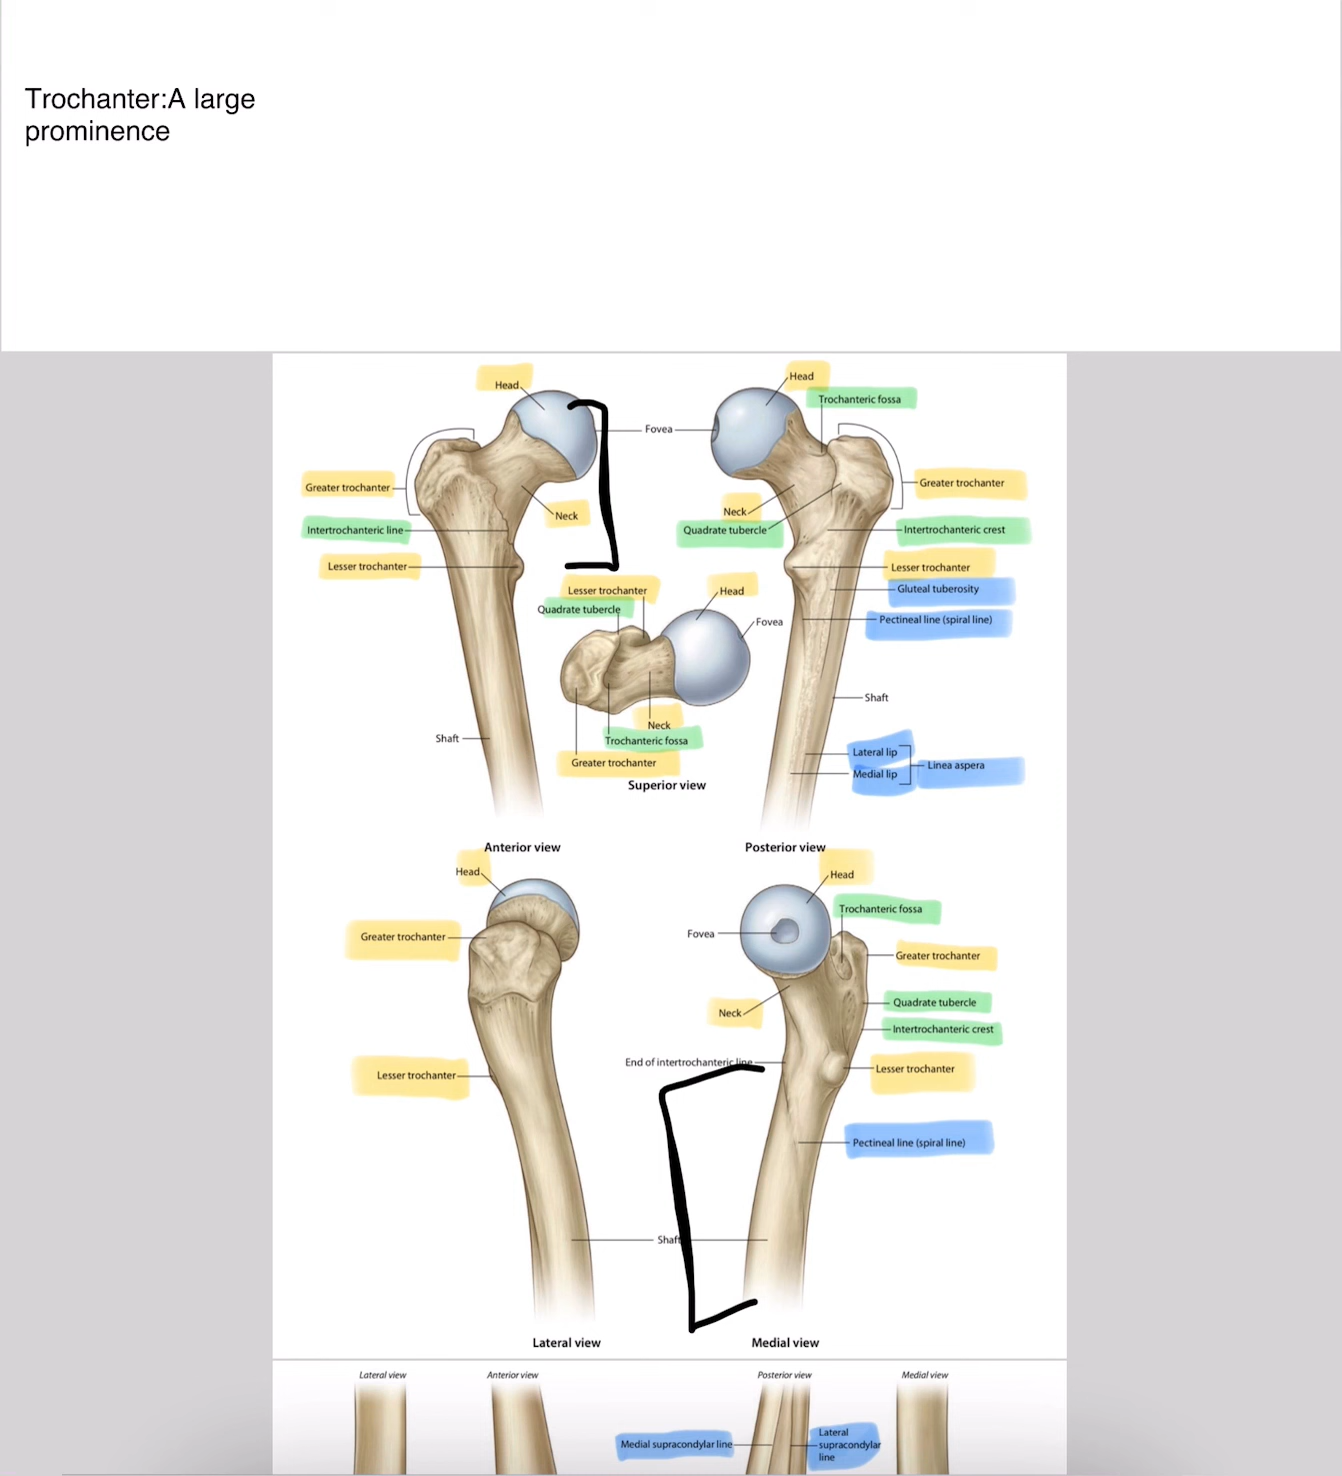 Trochanter:A large
prominence
Head
Fovea
Greater trochanter
Neck
Intertrochanteric line
Lesser trochanter
Shaft
Anterior view
Head
Trochanteric fossa
Greater trochanter
Neck
Quadrate tubercle
Intertrochanteric crest
Lesser trochanter
Gluteal tuberosity
Pectineal line (spiral line)
Shaft
Lateral lip
Linea aspera
Medial lip
Posterior view
Lesser trochanter
Head
Quadrate tubercle
Fovea
Neck
Trochanteric fossa
Greater trochanter
Superior view
Head
Greater trochanter
Lesser trochanter
Shaft
Lateral view
Head
Trochanteric fossa
Fovea
Greater trochanter
Quadrate tubercle
Neck
Intertrochanteric crest
End of intertrochanteric line
Lesser trochanter
Pectineal line (spiral line)
Medial view
Lateral view
Anterior view
Posterior view
Medial view
Medial supracondylar line
Lateral
supracondylar
line